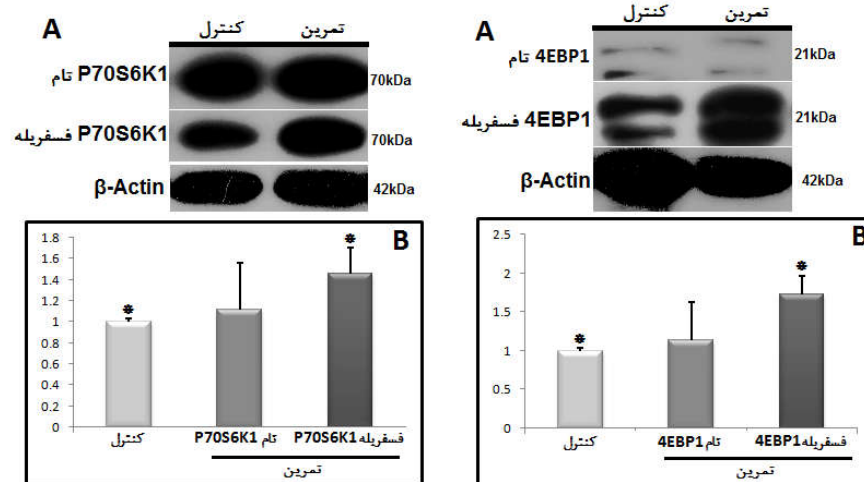 A
کنترل تمرین
P70S6K1 تام 70kDa
P70S6K1 فسفریله 70kDa
β-Actin 42kDa
B
1.8
1.6
1.4
1.2
1
0.8
0.6
0.4
0.2
0
کنترل
P70S6K1 تام
P70S6K1 فسفریله
تمرین
A
کنترل تمرین
4EBP1 تام 21kDa
4EBP1 فسفریله 21kDa
β-Actin 42kDa
B
2.5
2
1.5
1
0.5
0
کنترل
4EBP1 تام
4EBP1 فسفریله
تمرین